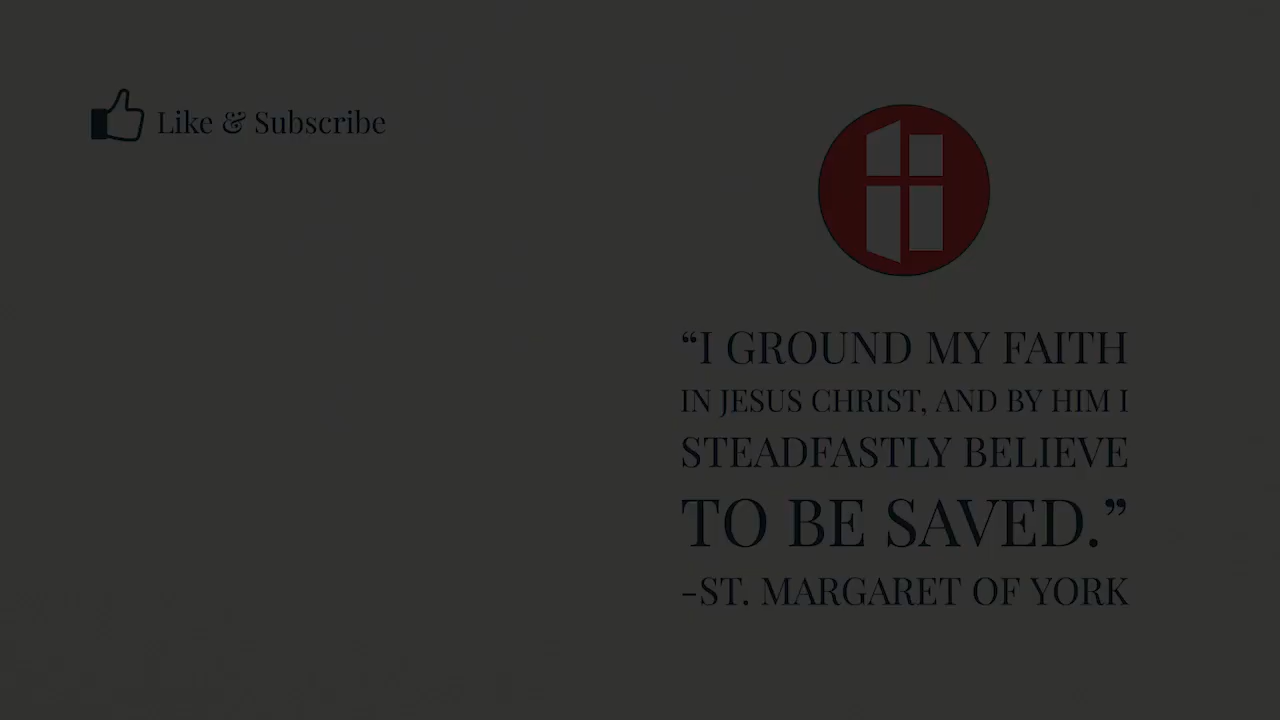 Like & Subscribe
“I GROUND MY FAITH
IN JESUS CHRIST, AND BY HIM I
STEADFASTLY BELIEVE
TO BE SAVED.”
-ST. MARGARET OF YORK